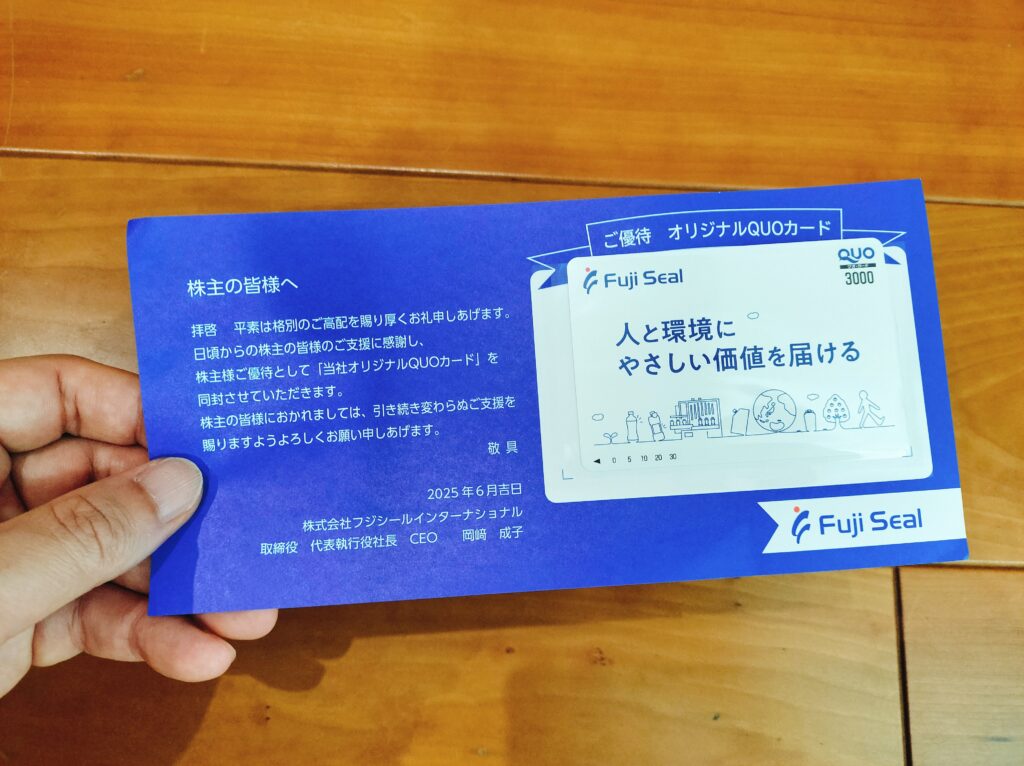 株主の皆様へ
拝啓　平素は格別のご高配を賜り厚くお礼申しあげます。
日頃からの株主の皆様のご支援に感謝し、
株主様ご優待として「当社オリジナルQUOカード」を
同封させていただきます。
株主の皆様におかれましては、引き続き変わらぬご支援を
賜りますようよろしくお願い申しあげます。
敬具
2025年6月吉日
株式会社フジシールインターナショナル
取締役　代表執行役社長　CEO　岡﨑　成子
ご優待　オリジナルQUOカード
Fuji Seal
QUO
クオ・カード
3000
人と環境に
やさしい価値を届ける
◀ 0 5 10 20 30
Fuji Seal